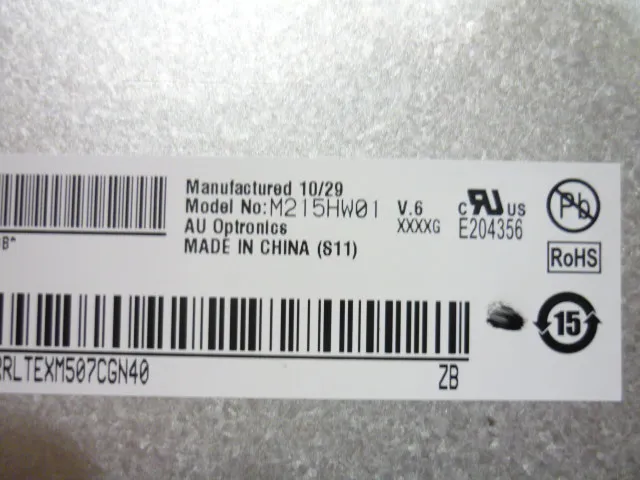 Manufactured 10/29
Model No:M215HW01 V.6
AU Optronics XXXXG
MADE IN CHINA (S11)
c RU US
E204356
Pb
RoHS
B*
15
RLTEXM507CGN40
ZB